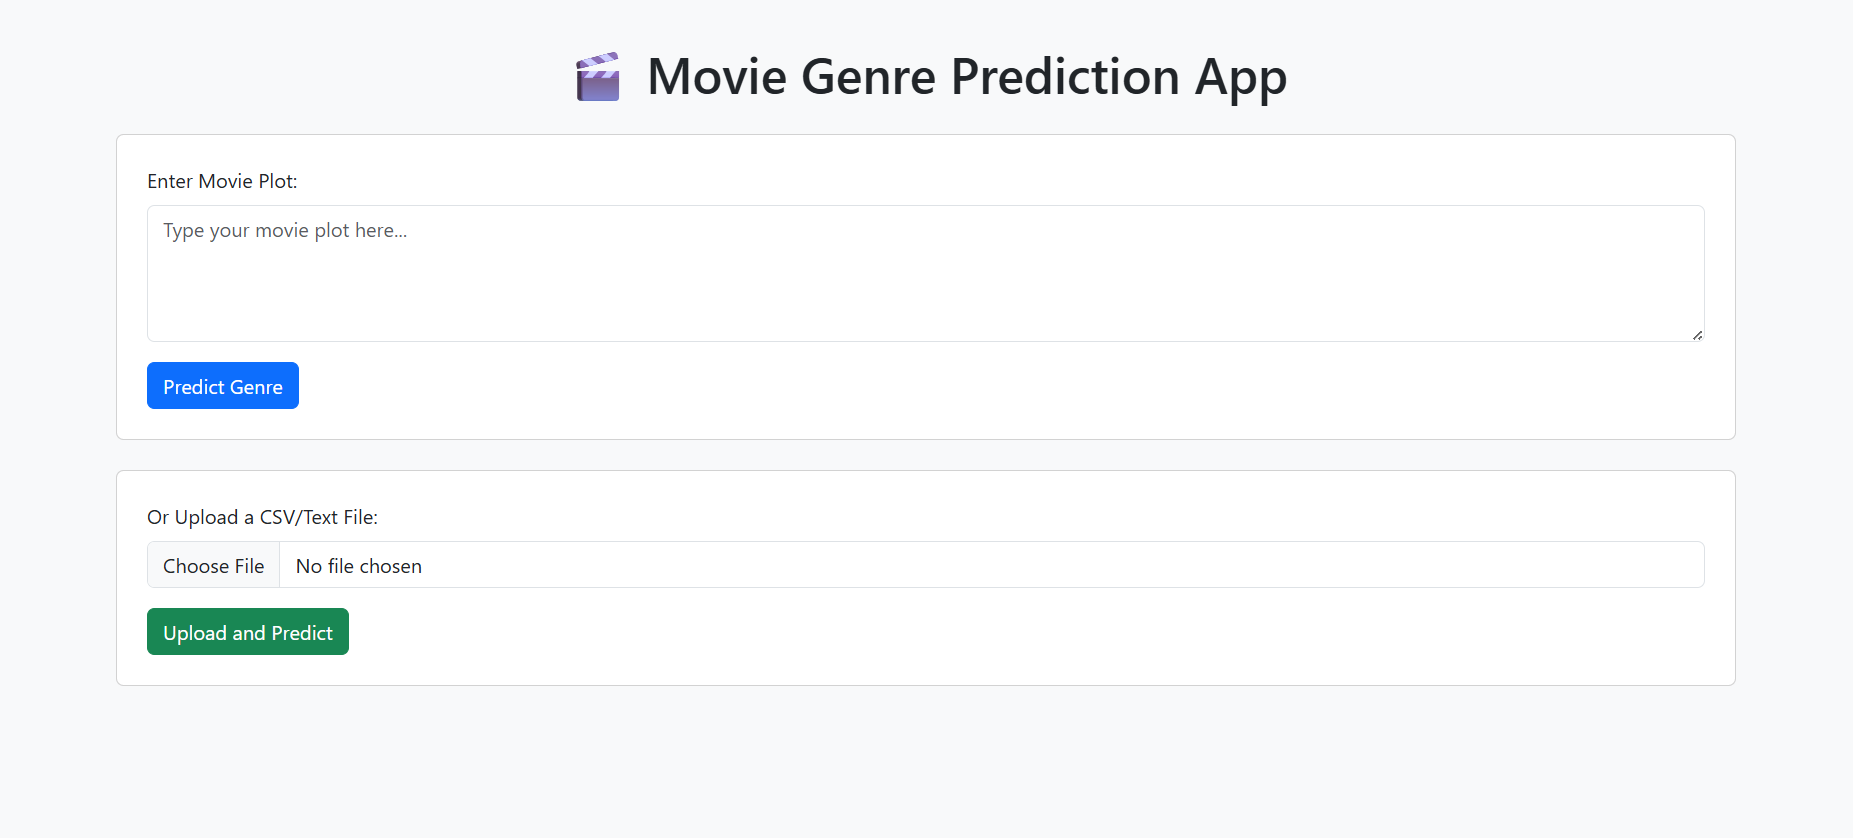 🎬 Movie Genre Prediction App
Enter Movie Plot:
Type your movie plot here...
Predict Genre
Or Upload a CSV/Text File:
Choose File No file chosen
Upload and Predict